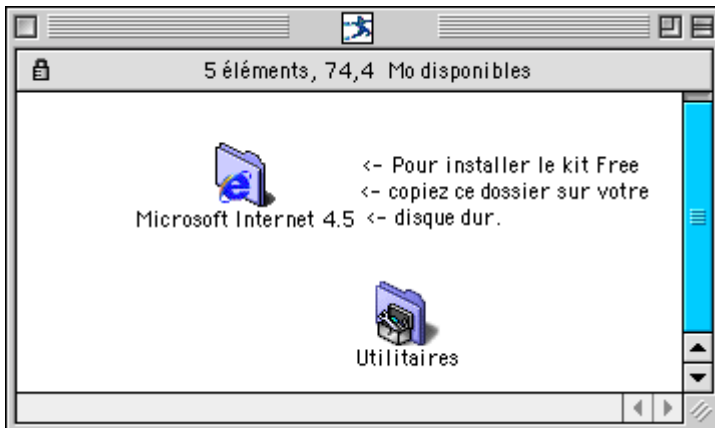 5 éléments, 74,4 Mo disponibles
<- Pour installer le kit Free
<- copiez ce dossier sur votre
Microsoft Internet 4.5 <- disque dur.
Utilitaires